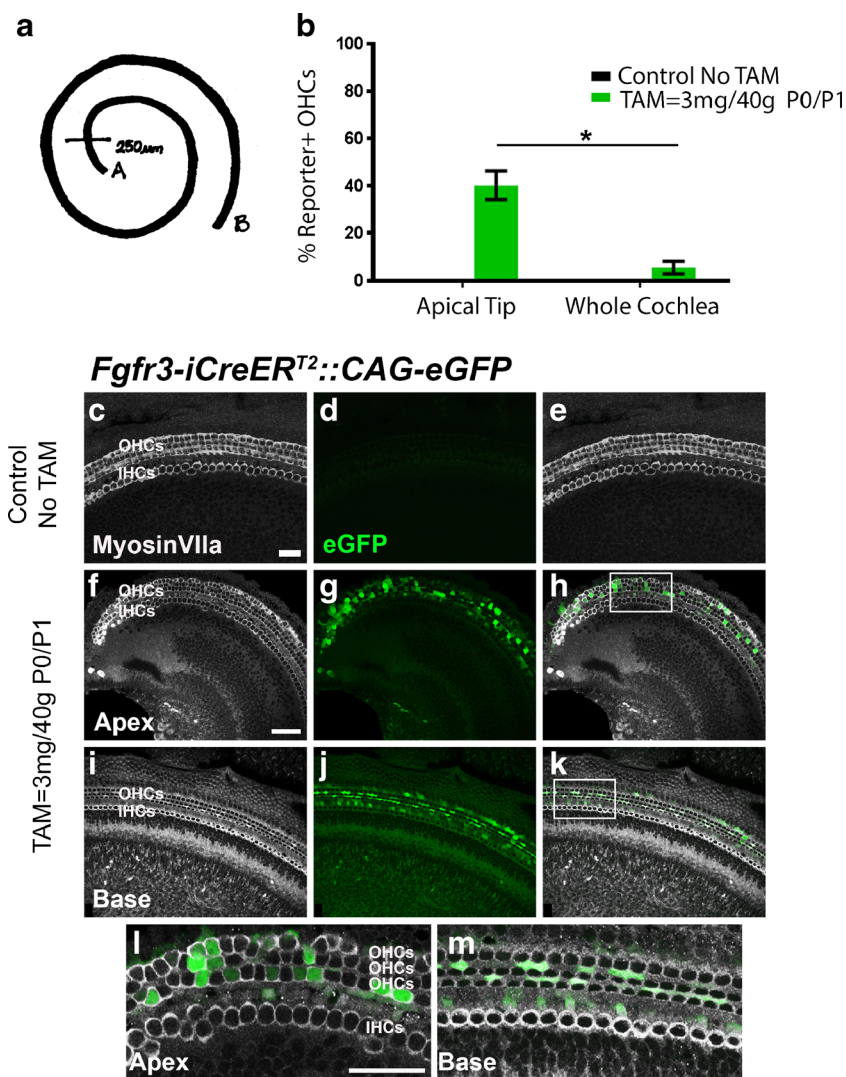 a
250µm
A
B
b
% Reporter+ OHCs
100
80
60
40
20
0
Control No TAM
TAM=3mg/40g P0/P1
*
Apical Tip
Whole Cochlea
Fgfr3-iCreERT2::CAG-eGFP
Control
No TAM
c
OHCs
IHCs
MyosinVIIa
d
eGFP
e
TAM=3mg/40g P0/P1
f
OHCs
IHCs
Apex
g
h
i
OHCs
IHCs
Base
j
k
l
OHCs
OHCs
OHCs
IHCs
Apex
m
Base